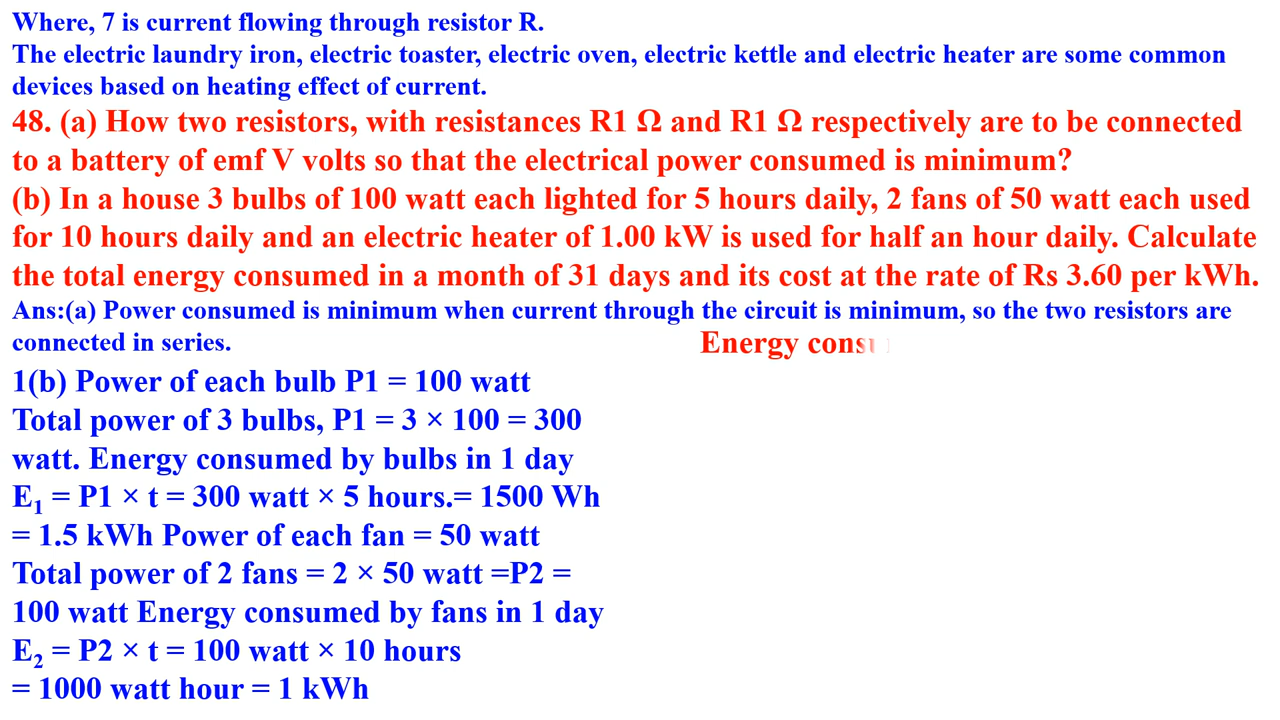 Where, 7 is current flowing through resistor R.
The electric laundry iron, electric toaster, electric oven, electric kettle and electric heater are some common
devices based on heating effect of current.
48. (a) How two resistors, with resistances R1 Ω and R1 Ω respectively are to be connected
to a battery of emf V volts so that the electrical power consumed is minimum?
(b) In a house 3 bulbs of 100 watt each lighted for 5 hours daily, 2 fans of 50 watt each used
for 10 hours daily and an electric heater of 1.00 kW is used for half an hour daily. Calculate
the total energy consumed in a month of 31 days and its cost at the rate of Rs 3.60 per kWh.
Ans:(a) Power consumed is minimum when current through the circuit is minimum, so the two resistors are
connected in series.
Energy
1(b) Power of each bulb P1 = 100 watt
Total power of 3 bulbs, P1 = 3 × 100 = 300
watt. Energy consumed by bulbs in 1 day
E₁ = P1 × t = 300 watt × 5 hours.= 1500 Wh
= 1.5 kWh Power of each fan = 50 watt
Total power of 2 fans = 2 × 50 watt =P2 =
100 watt Energy consumed by fans in 1 day
E₂ = P2 × t = 100 watt × 10 hours
= 1000 watt hour = 1 kWh